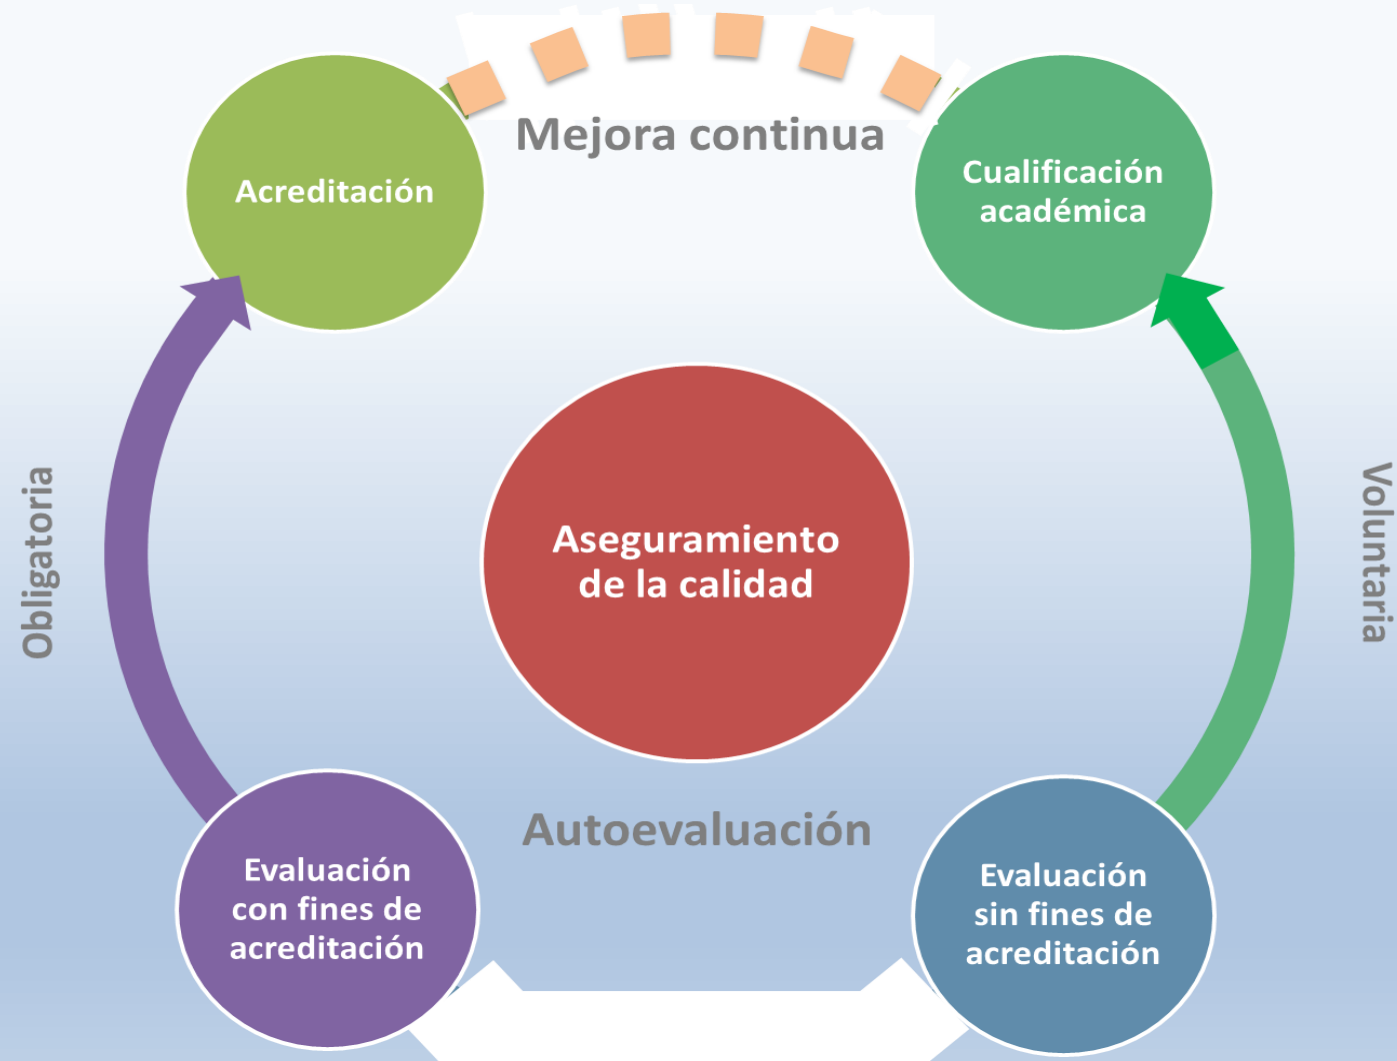 Mejora continua
Acreditación
Cualificación
académica
Obligatoria
Aseguramiento
de la calidad
Voluntaria
Autoevaluación
Evaluación
con fines de
acreditación
Evaluación
sin fines de
acreditación